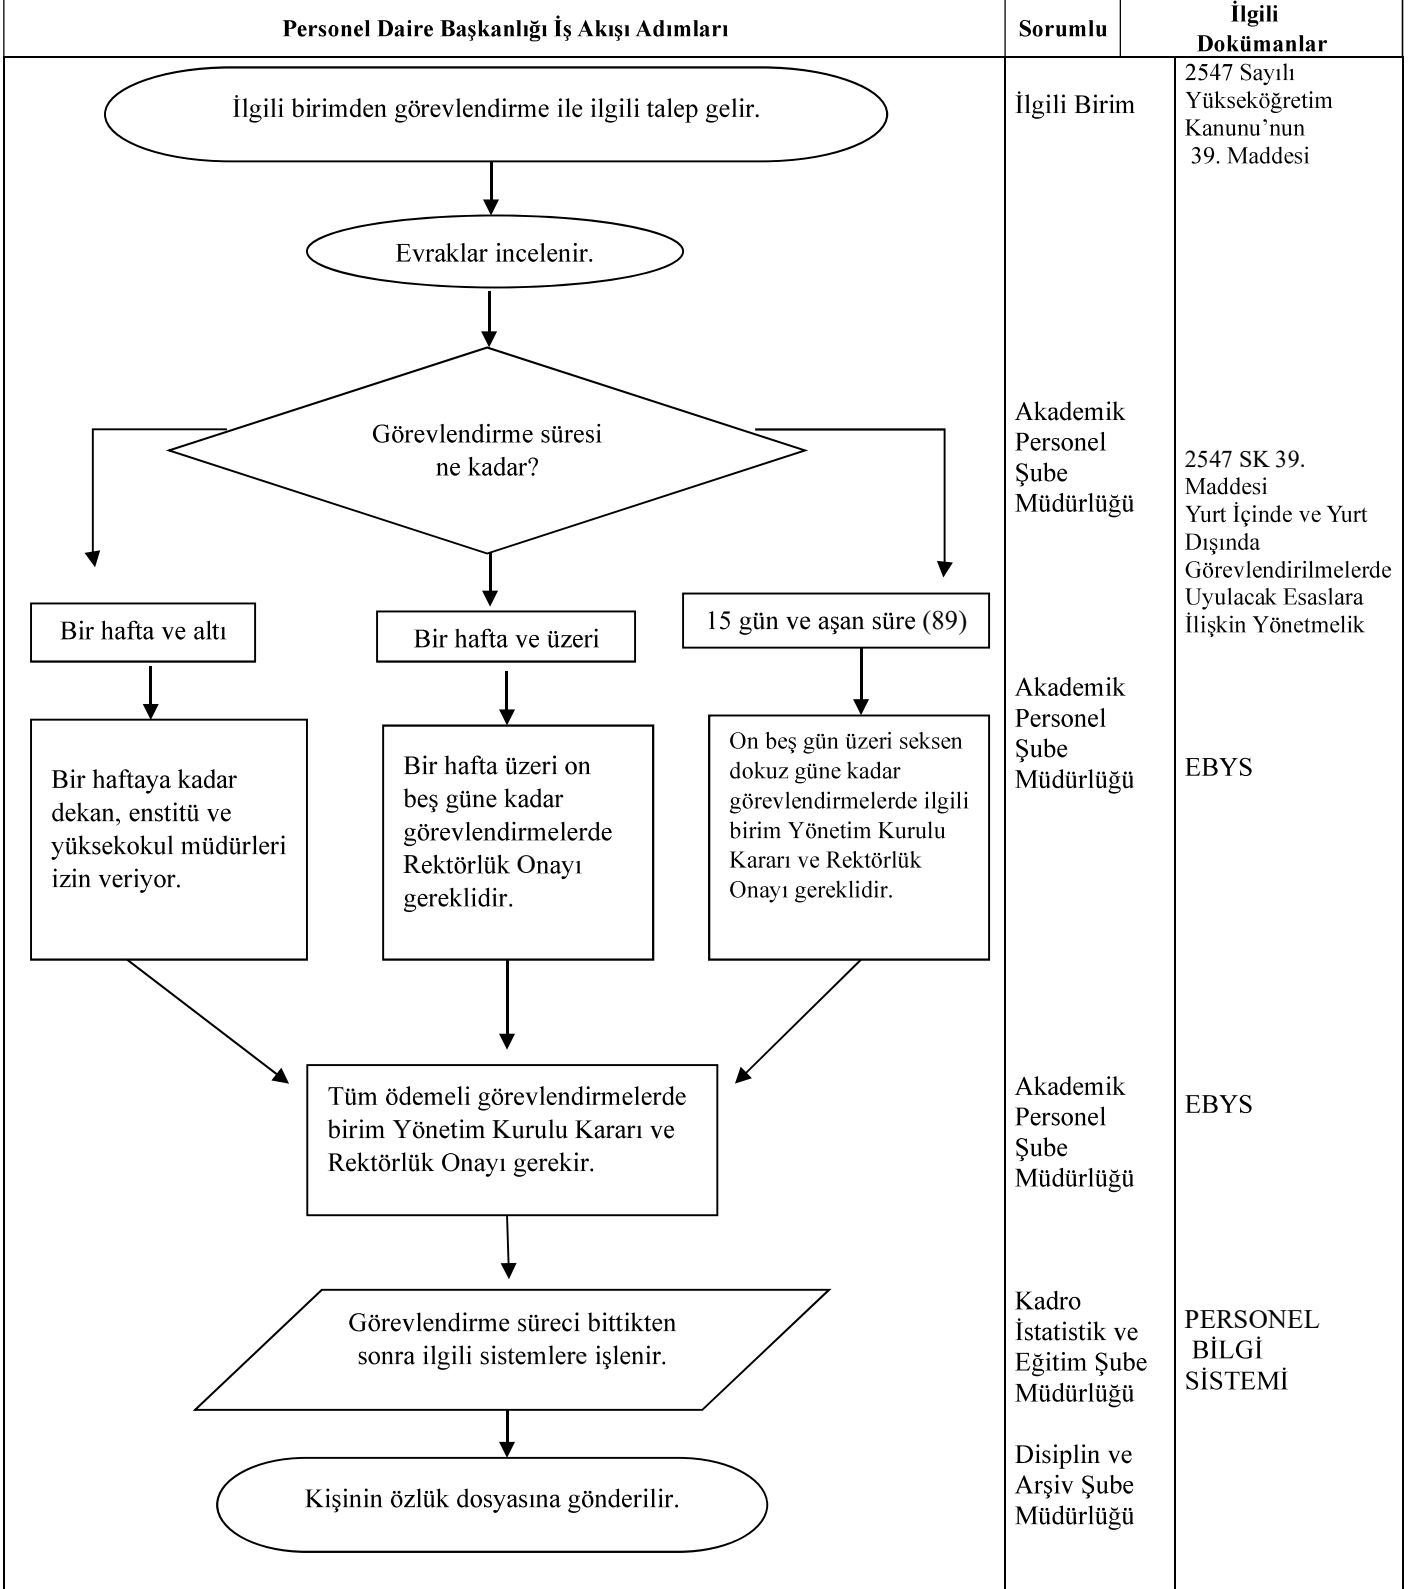 Personel Daire Başkanlığı İş Akışı Adımları
Sorumlu
İlgili
Dokümanlar
İlgili birimden görevlendirme ile ilgili talep gelir.
İlgili Birim
2547 Sayılı
Yükseköğretim
Kanunu’nun
39. Maddesi
Evraklar incelenir.
Görevlendirme süresi
ne kadar?
Akademik
Personel
Şube
Müdürlüğü
2547 SK 39.
Maddesi
Yurt İçinde ve Yurt
Dışında
Görevlendirilmelerde
Uyulacak Esaslara
İlişkin Yönetmelik
Bir hafta ve altı
Bir hafta ve üzeri
15 gün ve aşan süre (89)
Bir haftaya kadar
dekan, enstitü ve
yüksekokul müdürleri
izin veriyor.
Bir hafta üzeri on
beş güne kadar
görevlendirmelerde
Rektörlük Onayı
gereklidir.
On beş gün üzeri seksen
dokuz güne kadar
görevlendirmelerde ilgili
birim Yönetim Kurulu
Kararı ve Rektörlük
Onayı gereklidir.
Akademik
Personel
Şube
Müdürlüğü
EBYS
Tüm ödemeli görevlendirmelerde
birim Yönetim Kurulu Kararı ve
Rektörlük Onayı gerekir.
Akademik
Personel
Şube
Müdürlüğü
EBYS
Görevlendirme süreci bittikten
sonra ilgili sistemlere işlenir.
Kadro
İstatistik ve
Eğitim Şube
Müdürlüğü
PERSONEL
BİLGİ
SİSTEMİ
Kişinin özlük dosyasına gönderilir.
Disiplin ve
Arşiv Şube
Müdürlüğü